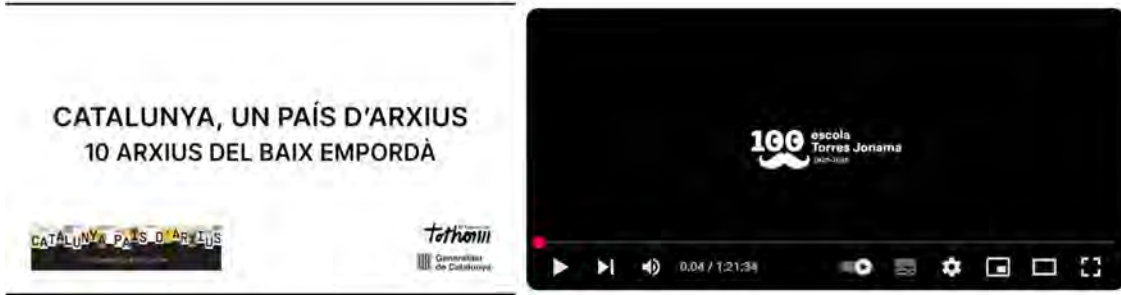 CATALUNYA, UN PAÍS D'ARXIUS
10 ARXIUS DEL BAIX EMPORDÀ
CATALUNYA PAÍS D'ARXIUS
Tothom
Generalitat
de Catalunya
100 escola
Torres Jonama
0:04 / 1:21:34